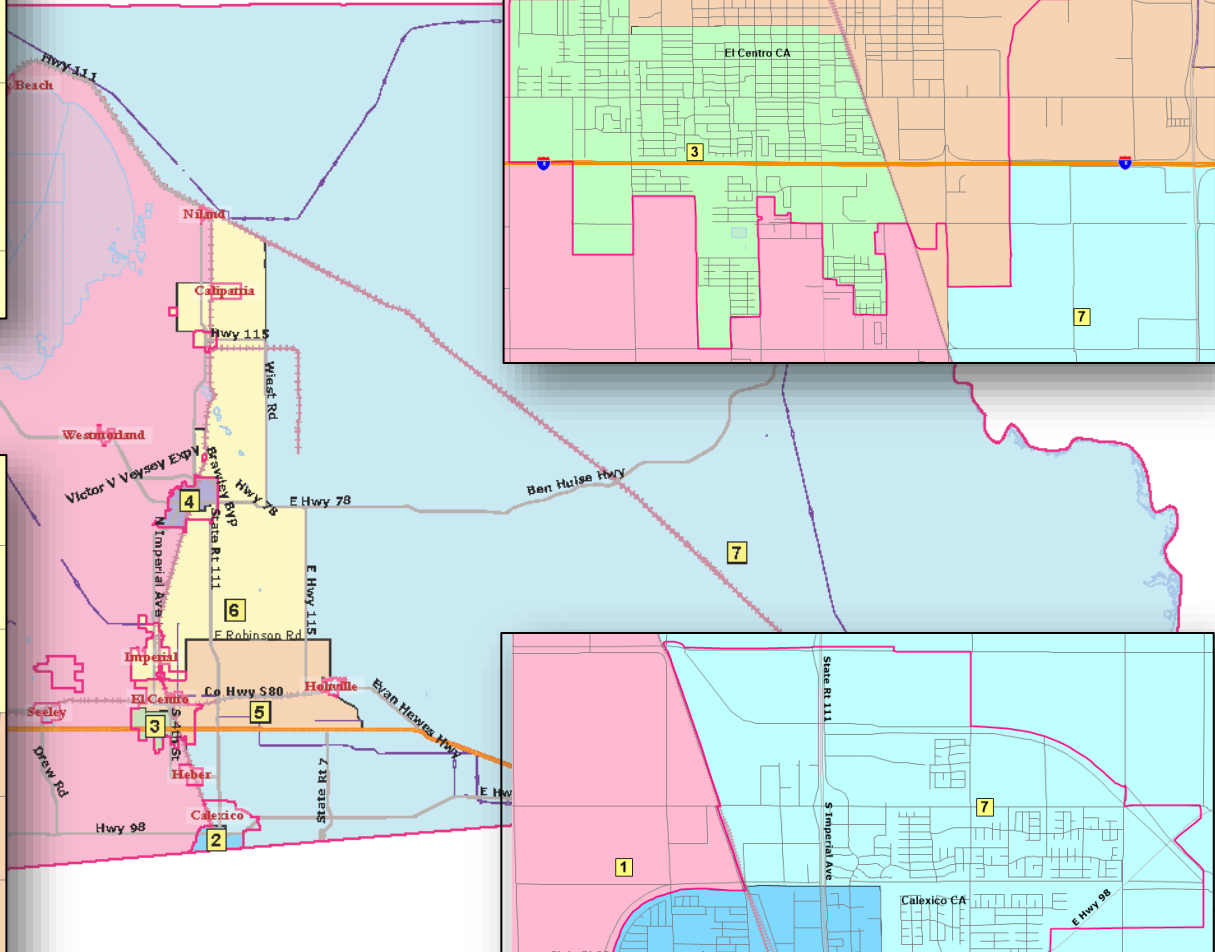 Hwy 111
Beach
Niland
Calipatria
Hwy 115
Wiest Rd
Westmorland
Victor V Veysey Expy
Brawley Byp
Hwy 78
E Hwy 78
Ben Hulse Hwy
4
N Imperial Ave
State Rt 111
E Hwy 115
7
6
E Robinson Rd
Imperial
Holtville
Co Hwy S80
El Centro
Seeley
5
3
S 4th St
Evan Hewes Hwy
Drew Rd
Heber
State Rt 7
E Hw
Calexico
Hwy 98
2
El Centro CA
3
7
State Rt 111
7
S Imperial Ave
1
Calexico CA
E Hwy 98